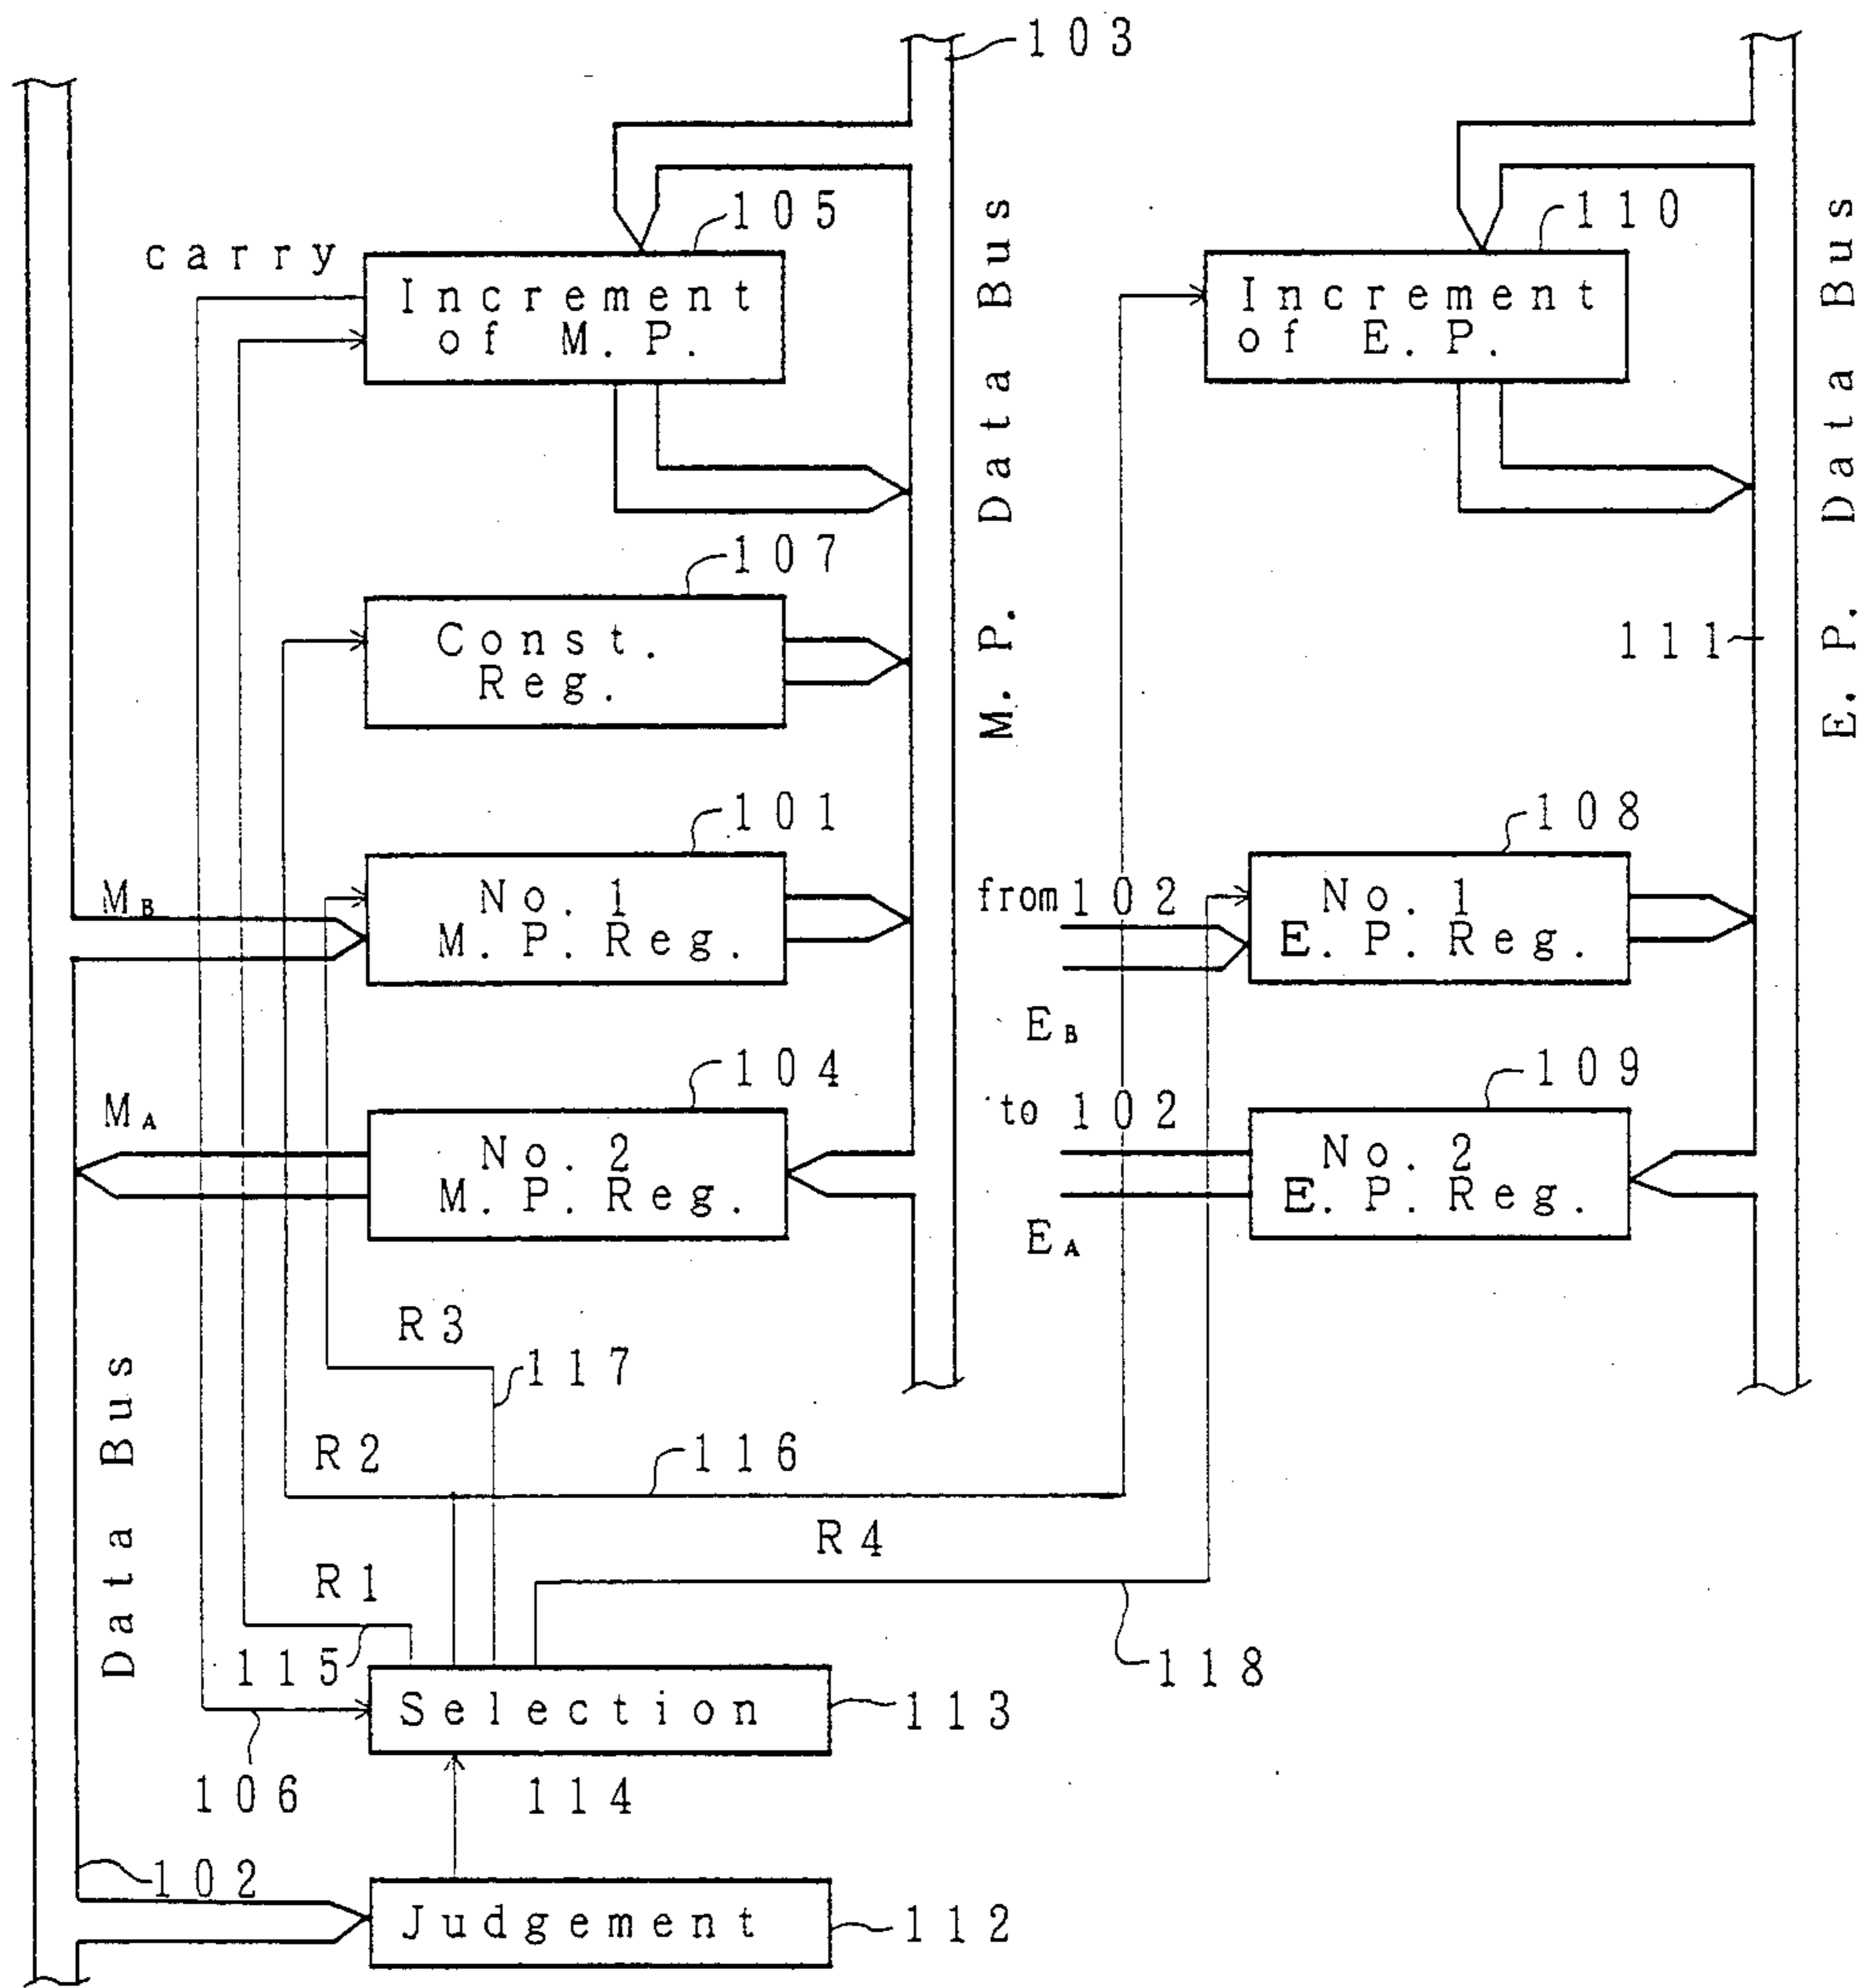 103
105
110
carry
Increment
of M. P.
Increment
of E. P.
M. P. Data Bus
E. P. Data Bus
107
Const.
Reg.
111
101
108
MB
No. 1
M. P. Reg.
from 102
No. 1
E. P. Reg.
EB
104
109
MA
No. 2
M. P. Reg.
to 102
No. 2
E. P. Reg.
EA
R3
117
Data Bus
R2
116
R4
R1
115
118
Selection
113
106
114
102
Judgement
112